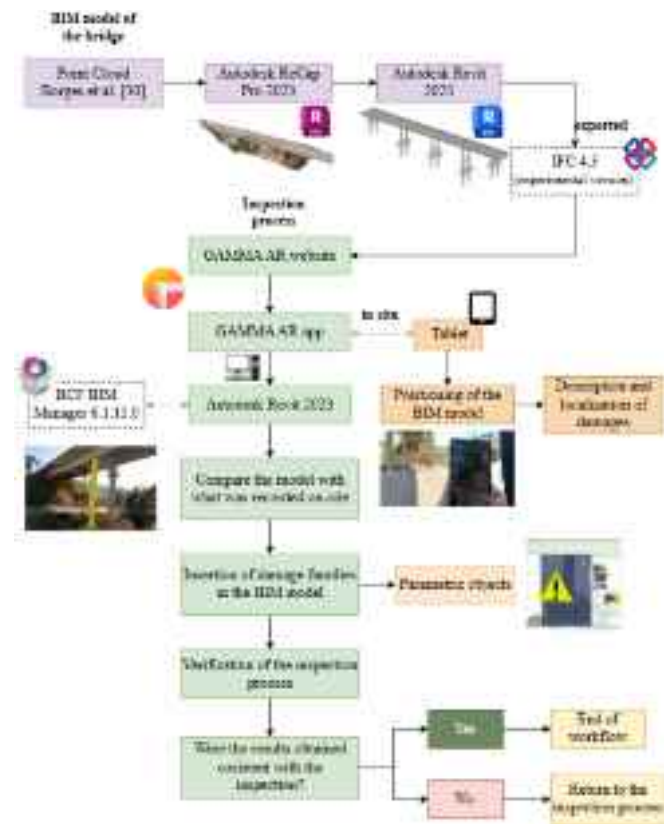 BIM model of
the bridge
Point Cloud
et al. [30]
Autodesk ReCap
Pro 2023
Autodesk Revit
2023
exported
IFC 4.3
(experimental version)
Inspection
process
GAMMA AR website
GAMMA AR app
in situ
Tablet
BCF BIM
Manager
Autodesk Revit 2023
Positioning of the
BIM model
Description and
localization of
damages
Compare the model with
what was recorded on-site
Insertion of damage families
in the BIM model
Parametric objects
Verification of the inspection
process
Were the results obtained
consistent with the
inspection?
Yes
End of
workflow
No
Return to the
inspection process